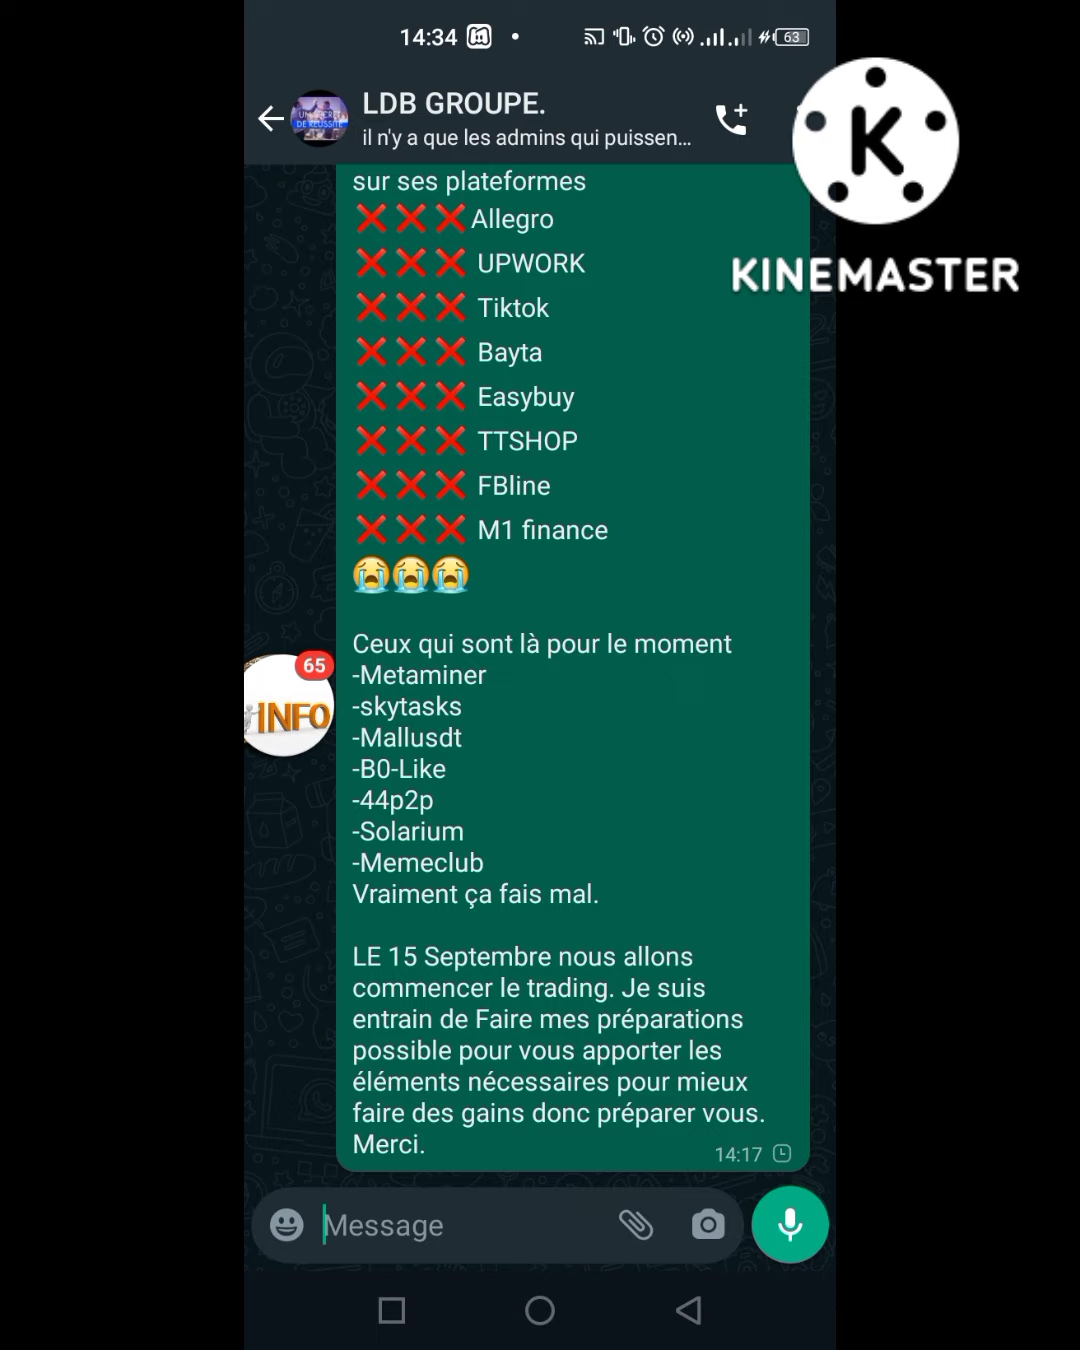 14:34
63
LDB GROUPE.
il n'y a que les admins qui puissen...
KINEMASTER
sur ses plateformes
❌❌❌Allegro
❌❌❌ UPWORK
❌❌❌ Tiktok
❌❌❌ Bayta
❌❌❌ Easybuy
❌❌❌ TTSHOP
❌❌❌ FBline
❌❌❌ M1 finance
😭😭😭
Ceux qui sont là pour le moment
-Metaminer
-skytasks
-Mallusdt
-B0-Like
-44p2p
-Solarium
-Memeclub
Vraiment ça fais mal.
65
INFO
LE 15 Septembre nous allons
commencer le trading. Je suis
entrain de Faire mes préparations
possible pour vous apporter les
éléments nécessaires pour mieux
faire des gains donc préparer vous.
Merci.
14:17
Message